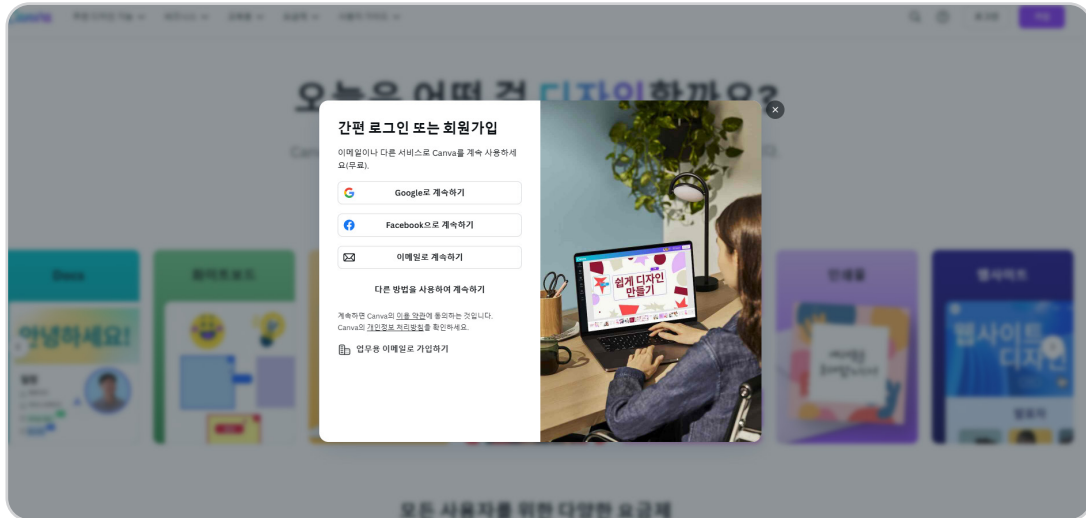 오늘은 어떤 걸 디자인할까요?
간편 로그인 또는 회원가입
이메일이나 다른 서비스로 Canva를 계속 사용하세
요(무료).
Google로 계속하기
Facebook으로 계속하기
이메일로 계속하기
다른 방법을 사용하여 계속하기
계속하면 Canva의 이용 약관에 동의하는 것입니다.
Canva의 개인정보 처리방침을 확인하세요.
업무용 이메일로 가입하기
쉽게 디자인
만들기
Docs
화이트보드
인쇄물
웹사이트
안녕하세요!
웹사이트
디자인
모든 사용자를 위한 다양한 요금제